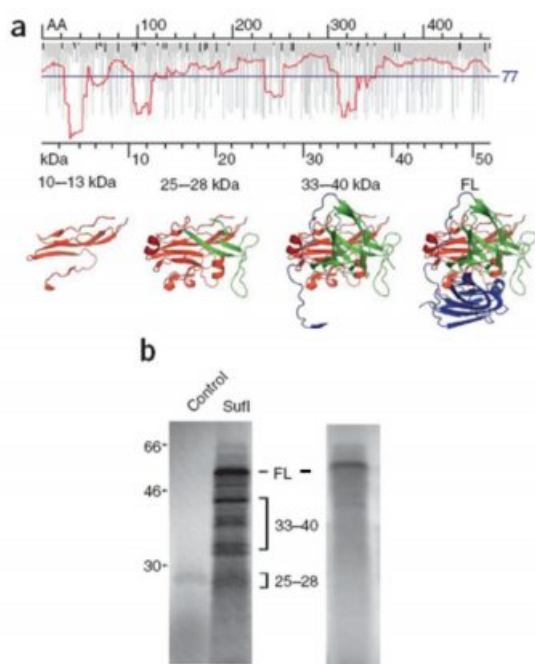 a
AA 100 200 300 400
77
kDa 10 20 30 40 50
10–13 kDa 25–28 kDa 33–40 kDa FL
b
Control
SufI
66
FL
46
33–40
30
25–28